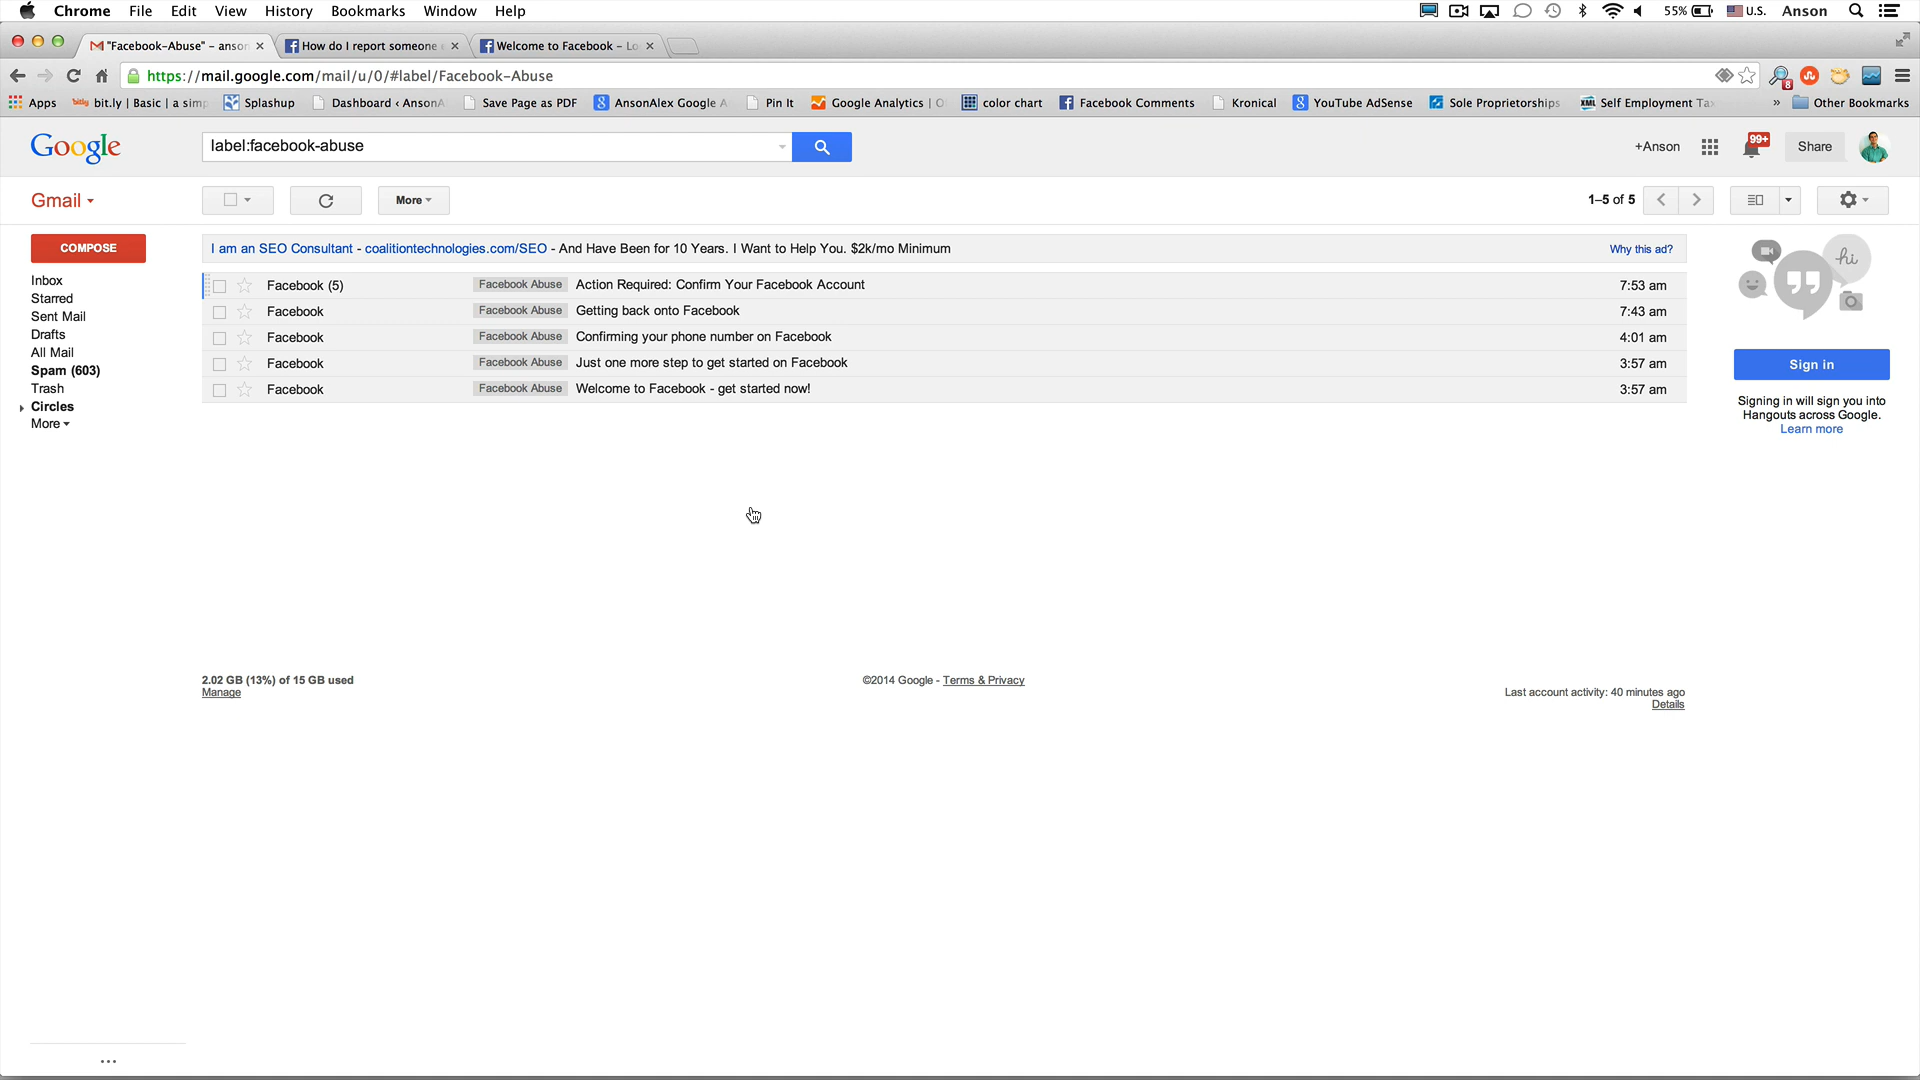 Chrome File Edit View History Bookmarks Window Help 55% U.S. Anson
"Facebook-Abuse" - anson How do I report someone Welcome to Facebook - Lo
https://mail.google.com/mail/u/0/#label/Facebook-Abuse 8
Apps bit.ly | Basic | a simp Splashup Dashboard ‹ AnsonA Save Page as PDF AnsonAlex Google A Pin It Google Analytics | O color chart Facebook Comments Kronical YouTube AdSense Sole Proprietorships XML Self Employment Tax » Other Bookmarks
Google label:facebook-abuse +Anson 99+ Share
Gmail More 1–5 of 5
COMPOSE
Inbox
Starred
Sent Mail
Drafts
All Mail
Spam (603)
Trash
Circles
More
I am an SEO Consultant - coalitiontechnologies.com/SEO - And Have Been for 10 Years. I Want to Help You. $2k/mo Minimum Why this ad?
Facebook (5) Facebook Abuse Action Required: Confirm Your Facebook Account 7:53 am
Facebook Facebook Abuse Getting back onto Facebook 7:43 am
Facebook Facebook Abuse Confirming your phone number on Facebook 4:01 am
Facebook Facebook Abuse Just one more step to get started on Facebook 3:57 am
Facebook Facebook Abuse Welcome to Facebook - get started now! 3:57 am
hi
Sign in
Signing in will sign you into
Hangouts across Google.
Learn more
2.02 GB (13%) of 15 GB used
Manage
©2014 Google - Terms & Privacy
Last account activity: 40 minutes ago
Details